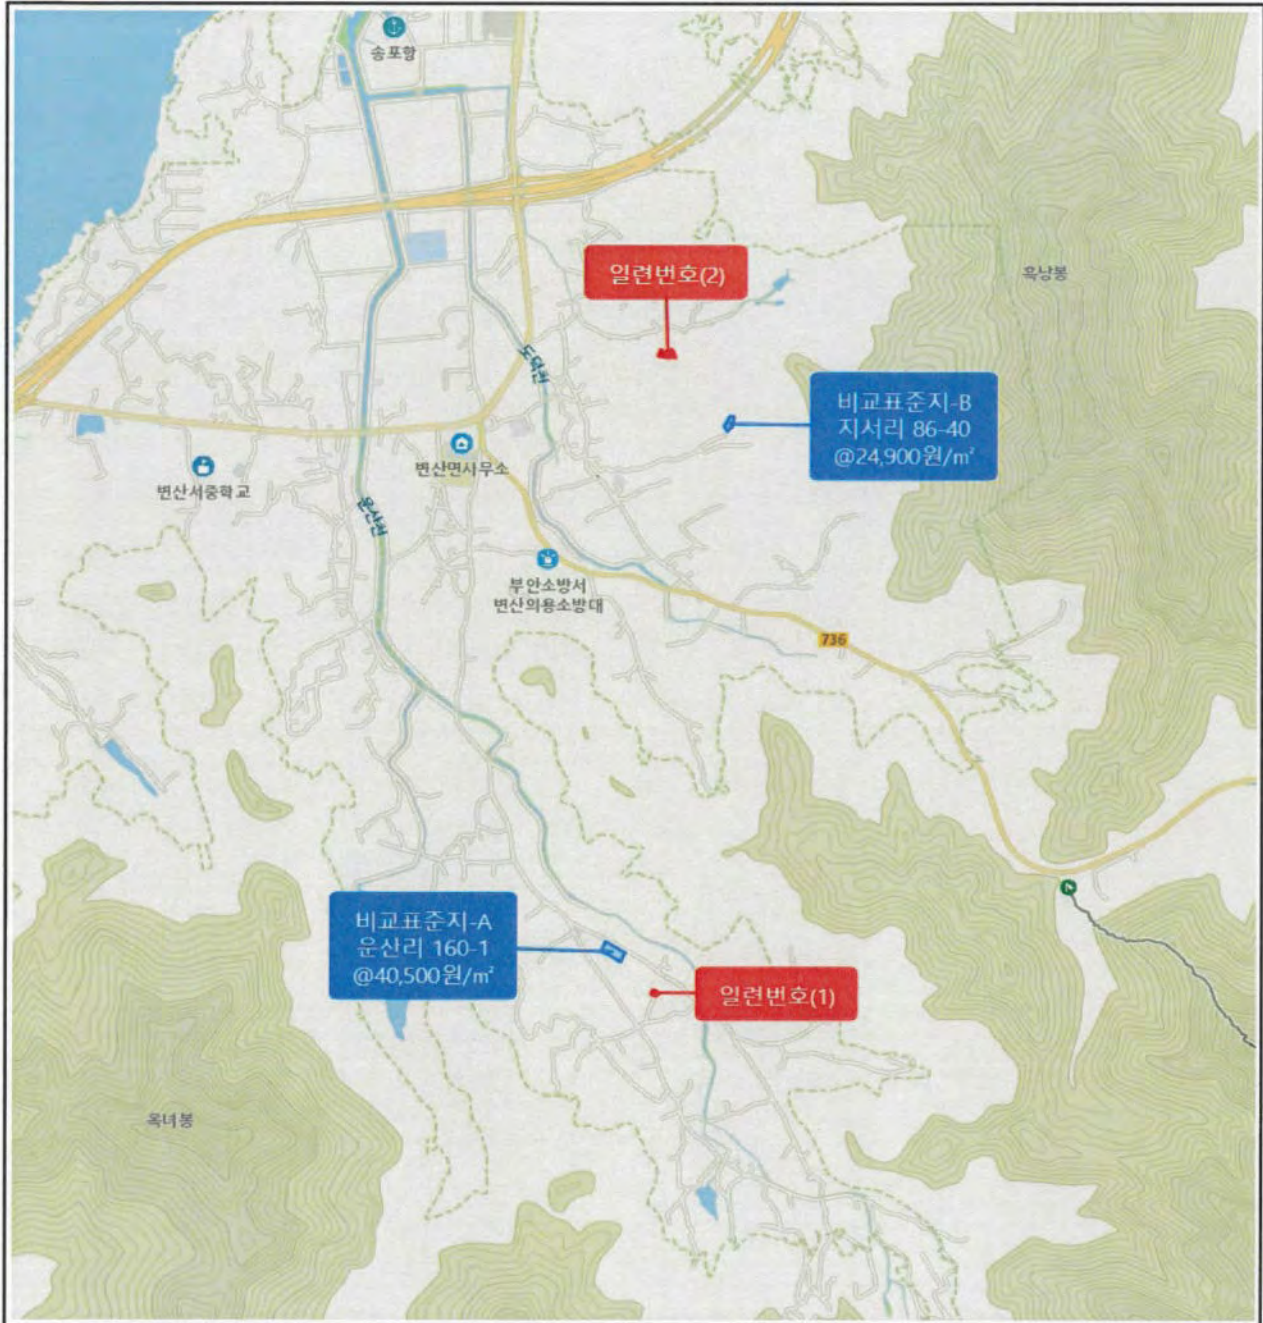 송포항
일련번호(2)
흑낭봉
도덕천
비교표준지-B
지서리 86-40
@24,900원/㎡
변산면사무소
변산서중학교
운산천
부안소방서
변산의용소방대
736
비교표준지-A
운산리 160-1
@40,500원/㎡
일련번호(1)
옥녀봉